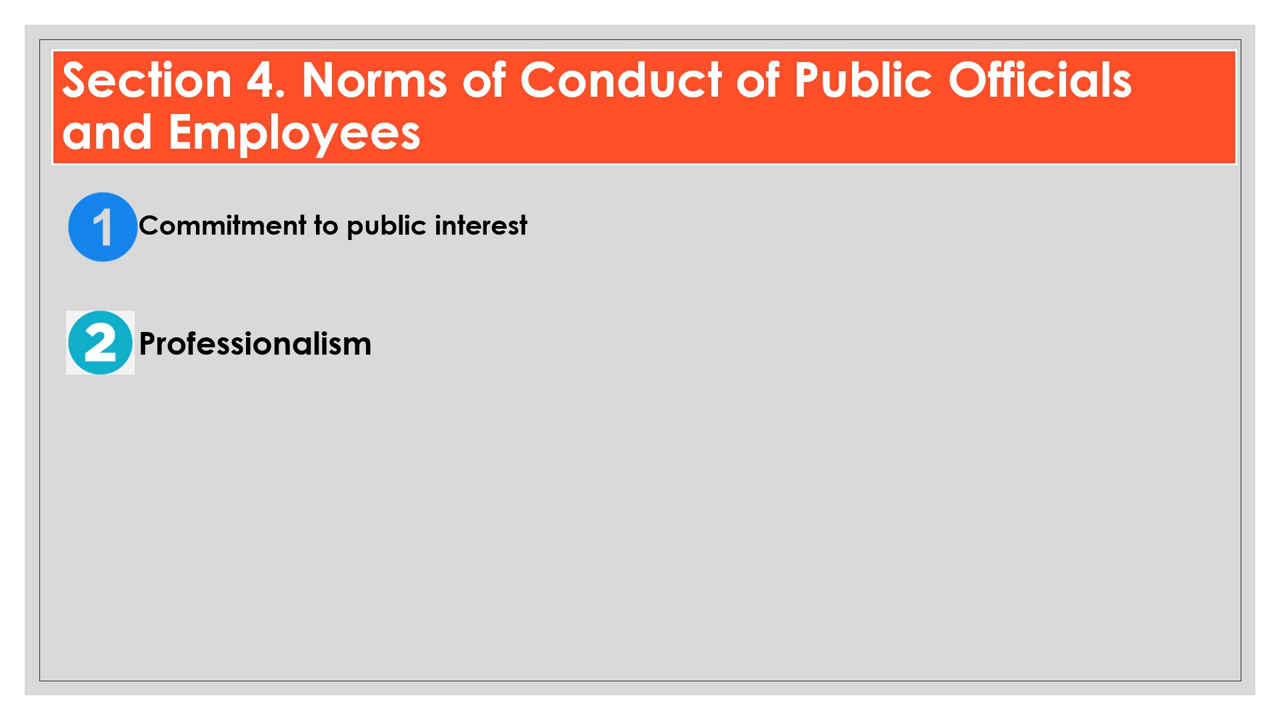 Section 4. Norms of Conduct of Public Officials
and Employees
1 Commitment to public interest
2 Professionalism